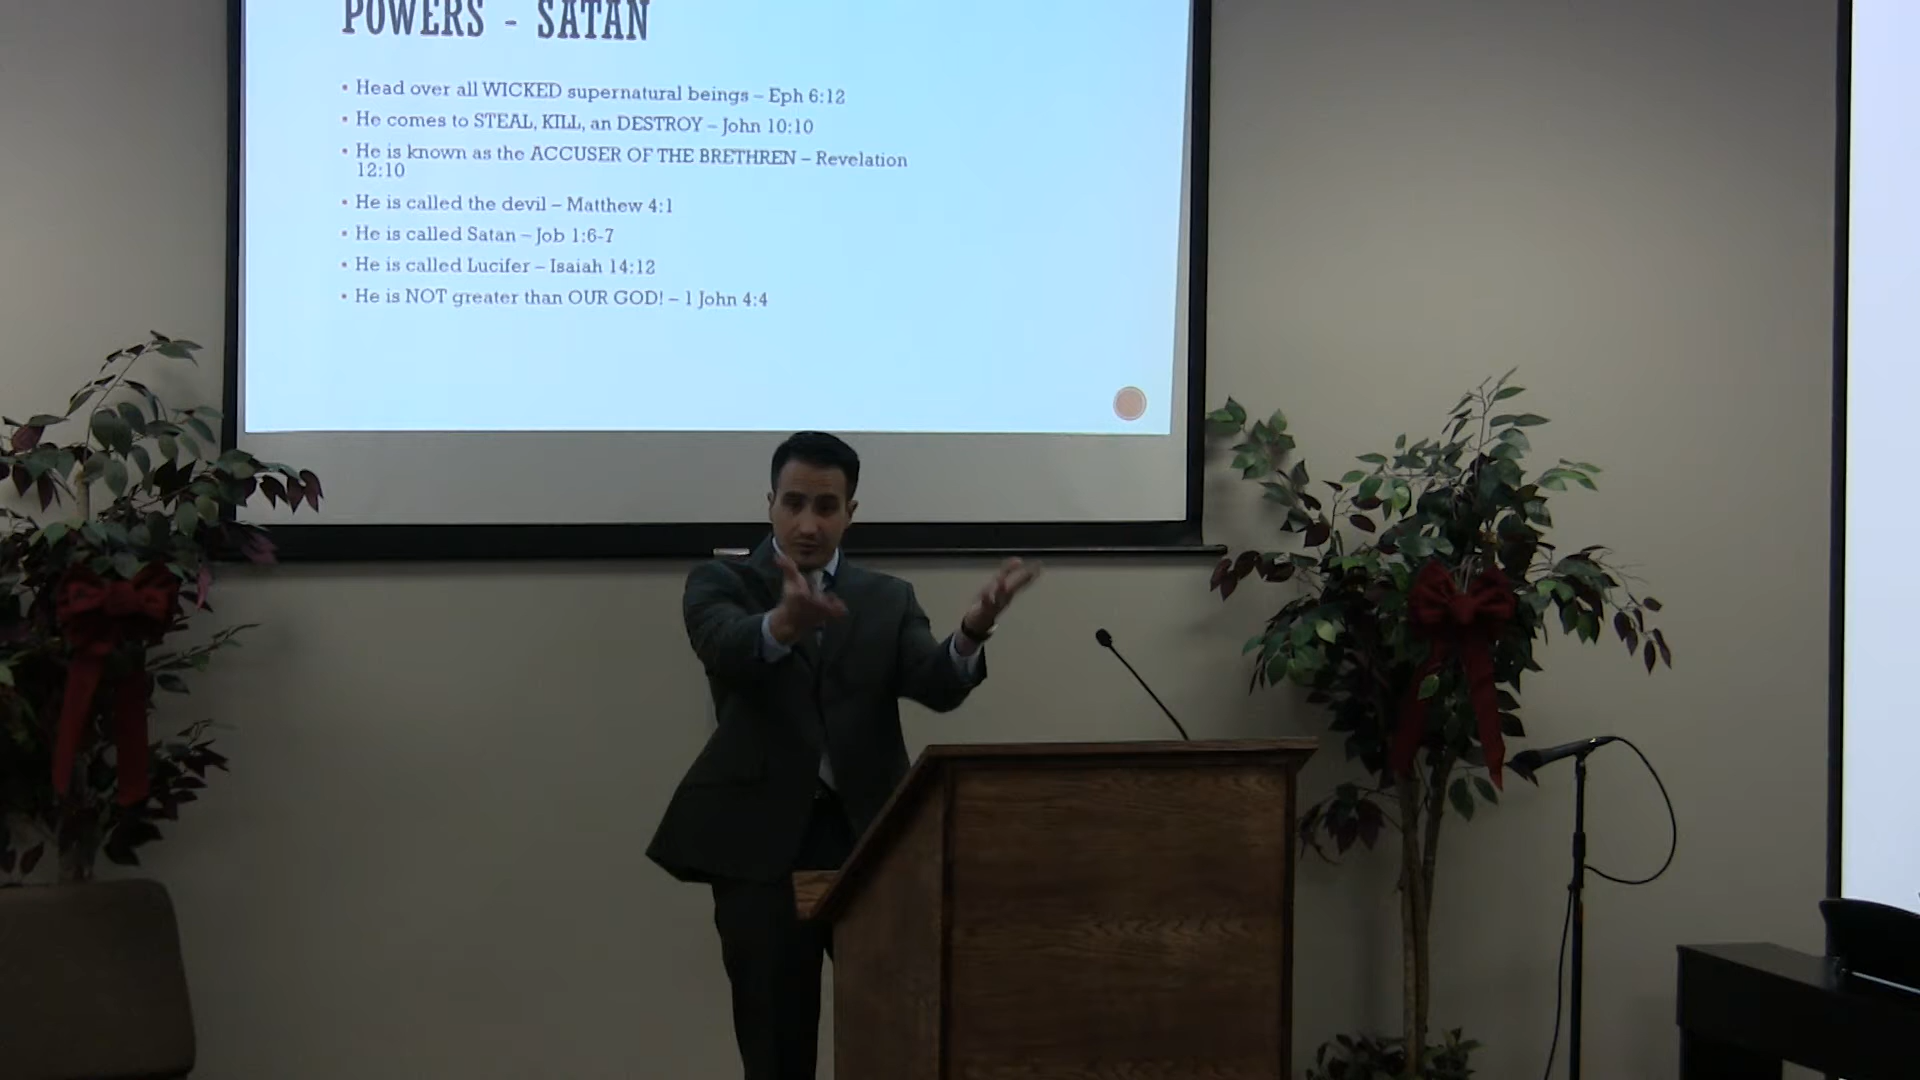 POWERS - SATAN
• Head over all WICKED supernatural beings – Eph 6:12
• He comes to STEAL, KILL, an DESTROY – John 10:10
• He is known as the ACCUSER OF THE BRETHREN – Revelation
12:10
• He is called the devil – Matthew 4:1
• He is called Satan – Job 1:6-7
• He is called Lucifer – Isaiah 14:12
• He is NOT greater than OUR GOD! – 1 John 4:4